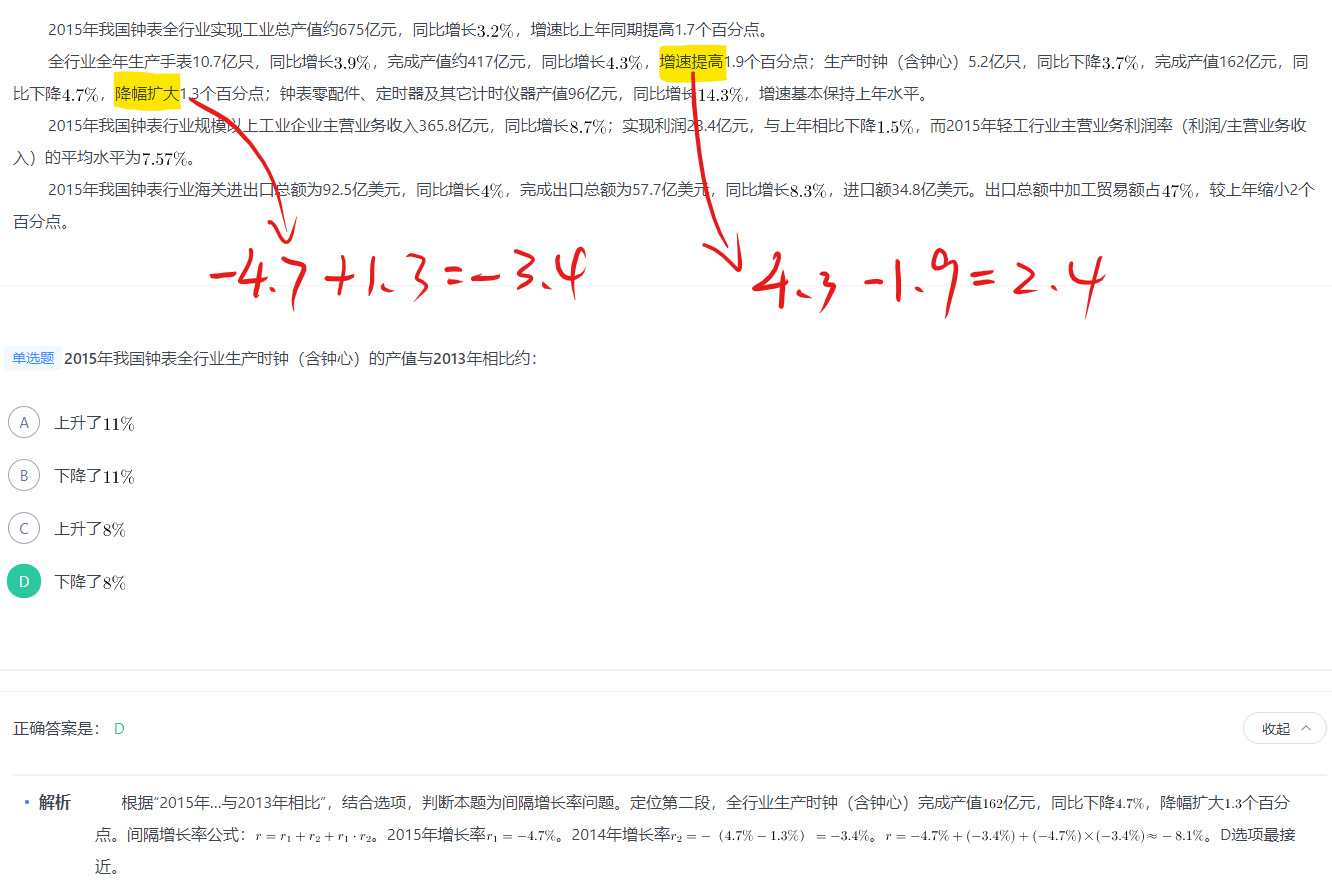 2015年我国钟表全行业实现工业总产值约675亿元，同比增长3.2%，增速比上年同期提高1.7个百分点。
全行业全年生产手表10.7亿只，同比增长3.9%，完成产值约417亿元，同比增长4.3%，增速提高1.9个百分点；生产时钟（含钟心）5.2亿只，同比下降3.7%，完成产值162亿元，同
比下降4.7%，降幅扩大1.3个百分点；钟表零配件、定时器及其它计时仪器产值96亿元，同比增长14.3%，增速基本保持上年水平。
2015年我国钟表行业规模以上工业企业主营业务收入365.8亿元，同比增长8.7%；实现利润23.4亿元，与上年相比下降1.5%，而2015年轻工行业主营业务利润率（利润/主营业务收
入）的平均水平为7.57%。
2015年我国钟表行业海关进出口总额为92.5亿美元，同比增长4%，完成出口总额为57.7亿美元，同比增长8.3%，进口额34.8亿美元。出口总额中加工贸易额占47%，较上年缩小2个
百分点。
-4.7+1.3=-3.4
4.3-1.9=2.4
单选题 2015年我国钟表全行业生产时钟（含钟心）的产值与2013年相比约：
A 上升了11%
B 下降了11%
C 上升了8%
D 下降了8%
正确答案是： D
收起
解析 根据“2015年…与2013年相比”，结合选项，判断本题为间隔增长率问题。定位第二段，全行业生产时钟（含钟心）完成产值162亿元，同比下降4.7%，降幅扩大1.3个百分
点。间隔增长率公式：r=r₁+r₂+r₁·r₂。2015年增长率r₁=-4.7%。2014年增长率r₂=-（4.7%-1.3%）=-3.4%。r=-4.7%+(-3.4%)+(-4.7%)×(-3.4%)≈-8.1%。D选项最接
近。